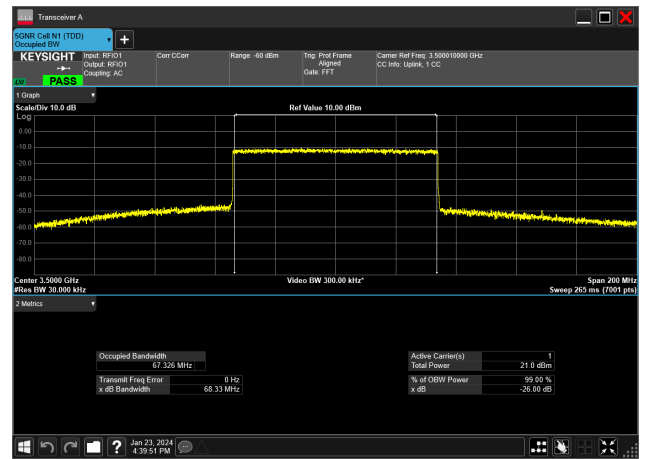 Transceiver A
5GNR Cell N1 (TDD)
Occupied BW
KEYSIGHT
Input: RFIO1
Output: RFIO1
Coupling: AC
Corr CCorr
Range: -60 dBm
Trig: Prot Frame
Aligned
Gate: FFT
Carrier Ref Freq: 3.500010000 GHz
CC Info: Uplink, 1 CC
LW PASS
1 Graph
Scale/Div 10.0 dB
Ref Value 10.00 dBm
Log
0.00
-10.0
-20.0
-30.0
-40.0
-50.0
-60.0
-70.0
-80.0
Center 3.5000 GHz
Video BW 300.00 kHz*
Span 200 MHz
#Res BW 30.000 kHz
Sweep 265 ms (7001 pts)
2 Metrics
Occupied Bandwidth
67.326 MHz
Transmit Freq Error 0 Hz
x dB Bandwidth 68.33 MHz
Active Carrier(s) 1
Total Power 21.0 dBm
% of OBW Power 99.00 %
x dB -26.00 dB
Jan 23, 2024
4:39:51 PM